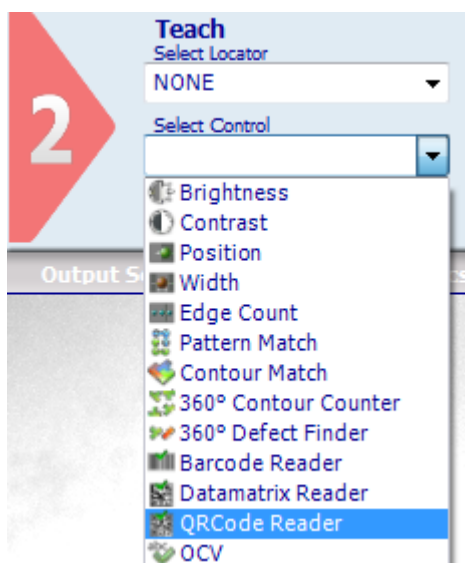 Teach
Select Locator
NONE
2
Select Control
Brightness
Contrast
Position
Width
Edge Count
Pattern Match
Contour Match
360° Contour Counter
360° Defect Finder
Barcode Reader
Datamatrix Reader
QRCode Reader
OCV
Output S